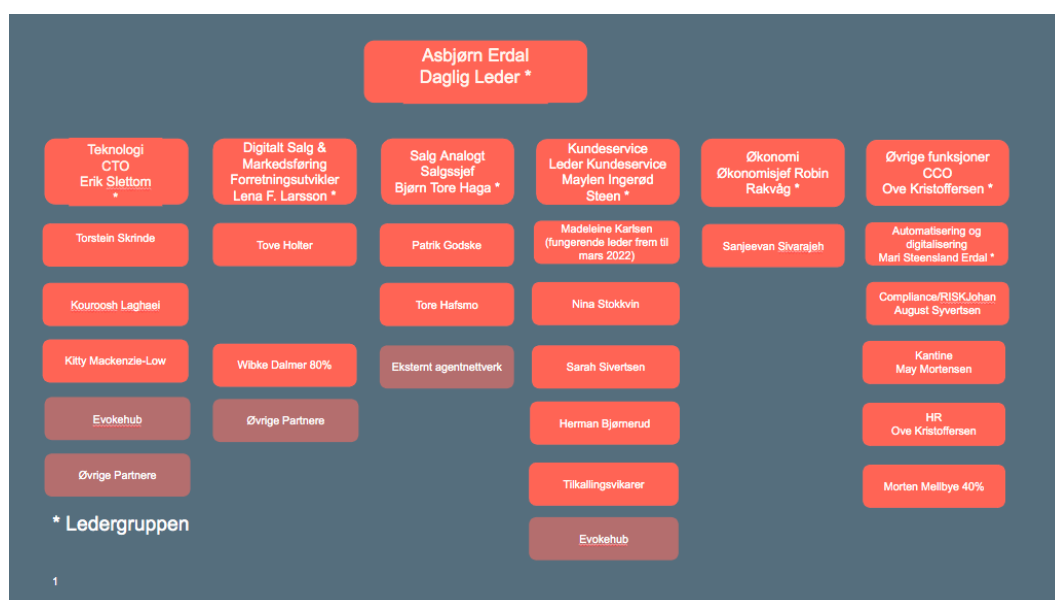 Asbjørn Erdal
Daglig Leder *
Teknologi
CTO
Erik Slettom
*
Torstein Skrinde
Kouroosh Laghaei
Kitty Mackenzie-Low
Evokehub
Øvrige Partnere
Digitalt Salg &
Markedsføring
Forretningsutvikler
Lena F. Larsson *
Tove Holter
Wibke Dalmer 80%
Øvrige Partnere
Salg Analogt
Salgssjef
Bjørn Tore Haga *
Patrik Godske
Tore Hafsmo
Eksternt agentnettverk
Kundeservice
Leder Kundeservice
Maylen Ingerød
Steen *
Madeleine Karlsen
(fungerende leder frem til
mars 2022)
Nina Stokkvin
Sarah Sivertsen
Herman Bjørnerud
Tilkallingsvikarer
Evokehub
Økonomi
Økonomisjef Robin
Rakvåg *
Sanjeevan Sivarajeh
Øvrige funksjoner
CCO
Ove Kristoffersen *
Automatisering og
digitalisering
Mari Steensland Erdal *
Compliance/RISKJohan
August Syvertsen
Kantine
May Mortensen
HR
Ove Kristoffersen
Morten Mellbye 40%
* Ledergruppen
1